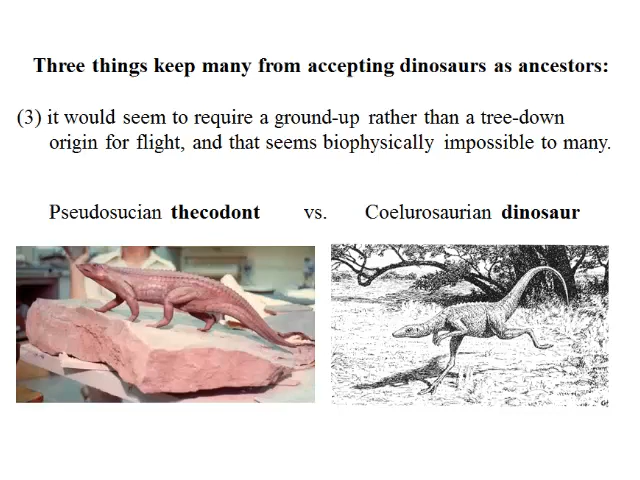 Three things keep many from accepting dinosaurs as ancestors:
(3) it would seem to require a ground-up rather than a tree-down
origin for flight, and that seems biophysically impossible to many.
Pseudosucian thecodont vs. Coelurosaurian dinosaur